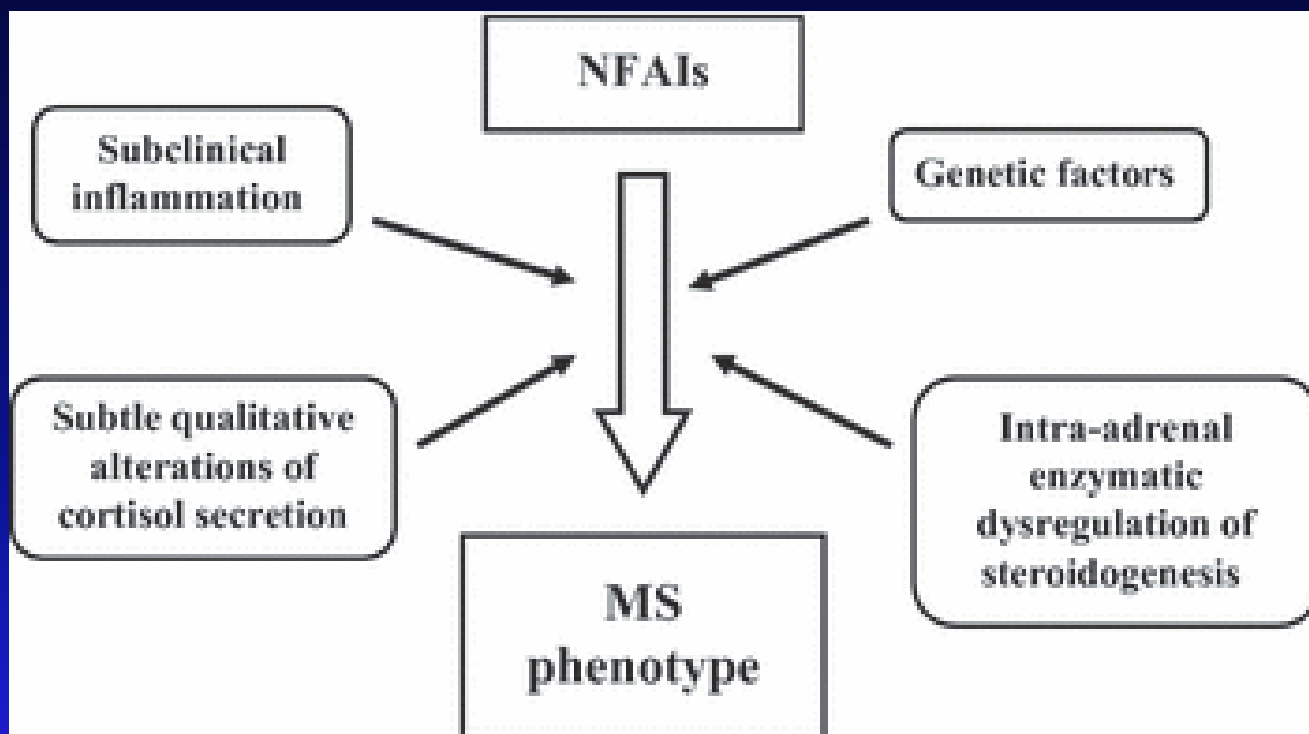 NFAIs
Subclinical
inflammation
Genetic factors
Subtle qualitative
alterations of
cortisol secretion
Intra-adrenal
enzymatic
dysregulation of
steroidogenesis
MS
phenotype